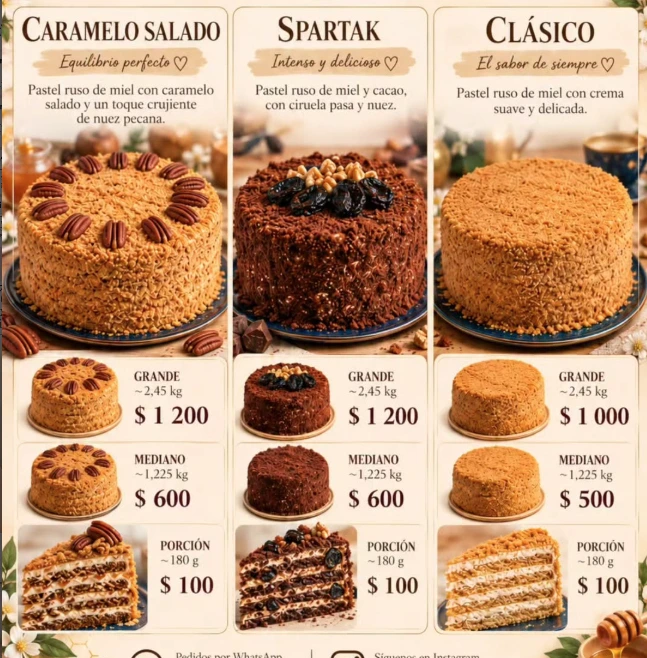 CARAMELO SALADO
Equilibrio perfecto ♡
Pastel ruso de miel con caramelo
salado y un toque crujiente
de nuez pecana.
GRANDE
~2,45 kg
$ 1 200
MEDIANO
~1,225 kg
$ 600
PORCIÓN
~180 g
$ 100
SPARTAK
Intenso y delicioso ♡
Pastel ruso de miel y cacao,
con ciruela pasa y nuez.
GRANDE
~2,45 kg
$ 1 200
MEDIANO
~1,225 kg
$ 600
PORCIÓN
~180 g
$ 100
CLÁSICO
El sabor de siempre ♡
Pastel ruso de miel con crema
suave y delicada.
GRANDE
~2,45 kg
$ 1 000
MEDIANO
~1,225 kg
$ 500
PORCIÓN
~180 g
$ 100
Pedidos por WhatsApp
Síguenos en Instagram